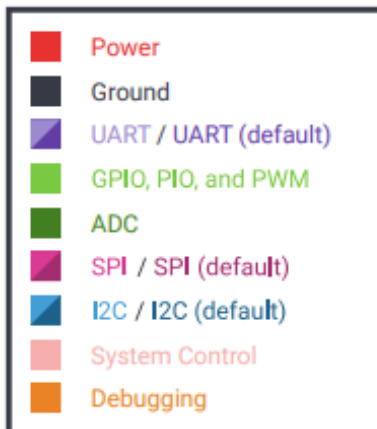 Power
Ground
UART / UART (default)
GPIO, PIO, and PWM
ADC
SPI / SPI (default)
I2C / I2C (default)
System Control
Debugging